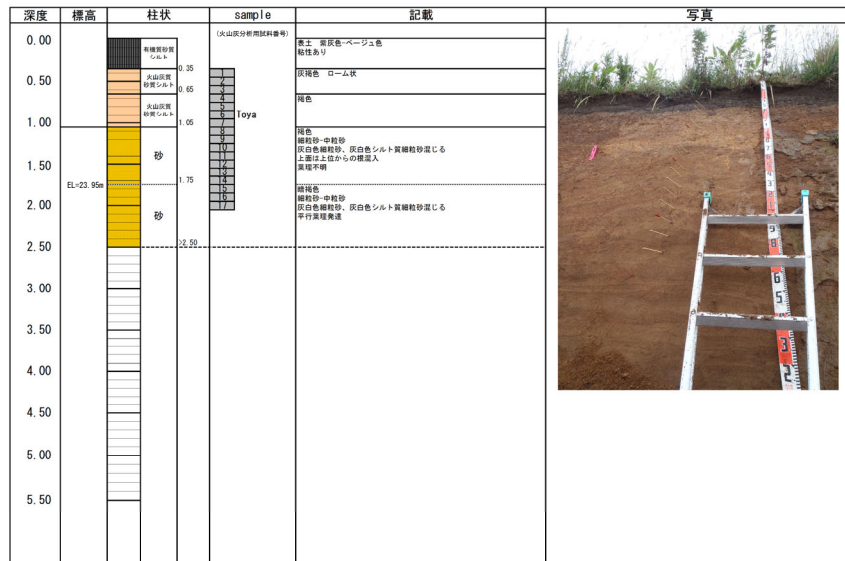 深度 標高 柱状 sample 記載 写真
(火山灰分析用試料番号)
0.00
有機質砂質
シルト
表土 紫灰色-ベージュ色
粘性あり
0.35
火山灰質
砂質シルト
灰褐色 ローム状
0.50
0.65
火山灰質
砂質シルト
褐色
1.00
1.05
1
2
3
4
5
6
7
Toya
8
9
10
11
12
13
14
15
16
17
砂
褐色
細粒砂-中粒砂
灰白色細粒砂、灰白色シルト質細粒砂混じる
上面は上位からの根混入
葉理不明
1.50
EL=23.95m
1.75
砂
暗褐色
細粒砂-中粒砂
灰白色細粒砂、灰白色シルト質細粒砂混じる
平行葉理発達
2.00
2.50
>2.50
3.00
3.50
4.00
4.50
5.00
5.50
9
8
6
5
3
2